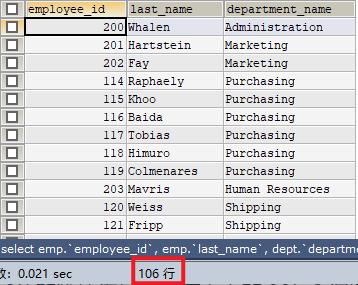 employee_id last_name department_name
200 Whalen Administration
201 Hartstein Marketing
202 Fay Marketing
114 Raphaely Purchasing
115 Khoo Purchasing
116 Baida Purchasing
117 Tobias Purchasing
118 Himuro Purchasing
119 Colmenares Purchasing
203 Mavris Human Resources
120 Weiss Shipping
121 Fripp Shipping
select emp.`employee_id`, emp.`last_name`, dept.`departme
: 0.021 sec 106 行